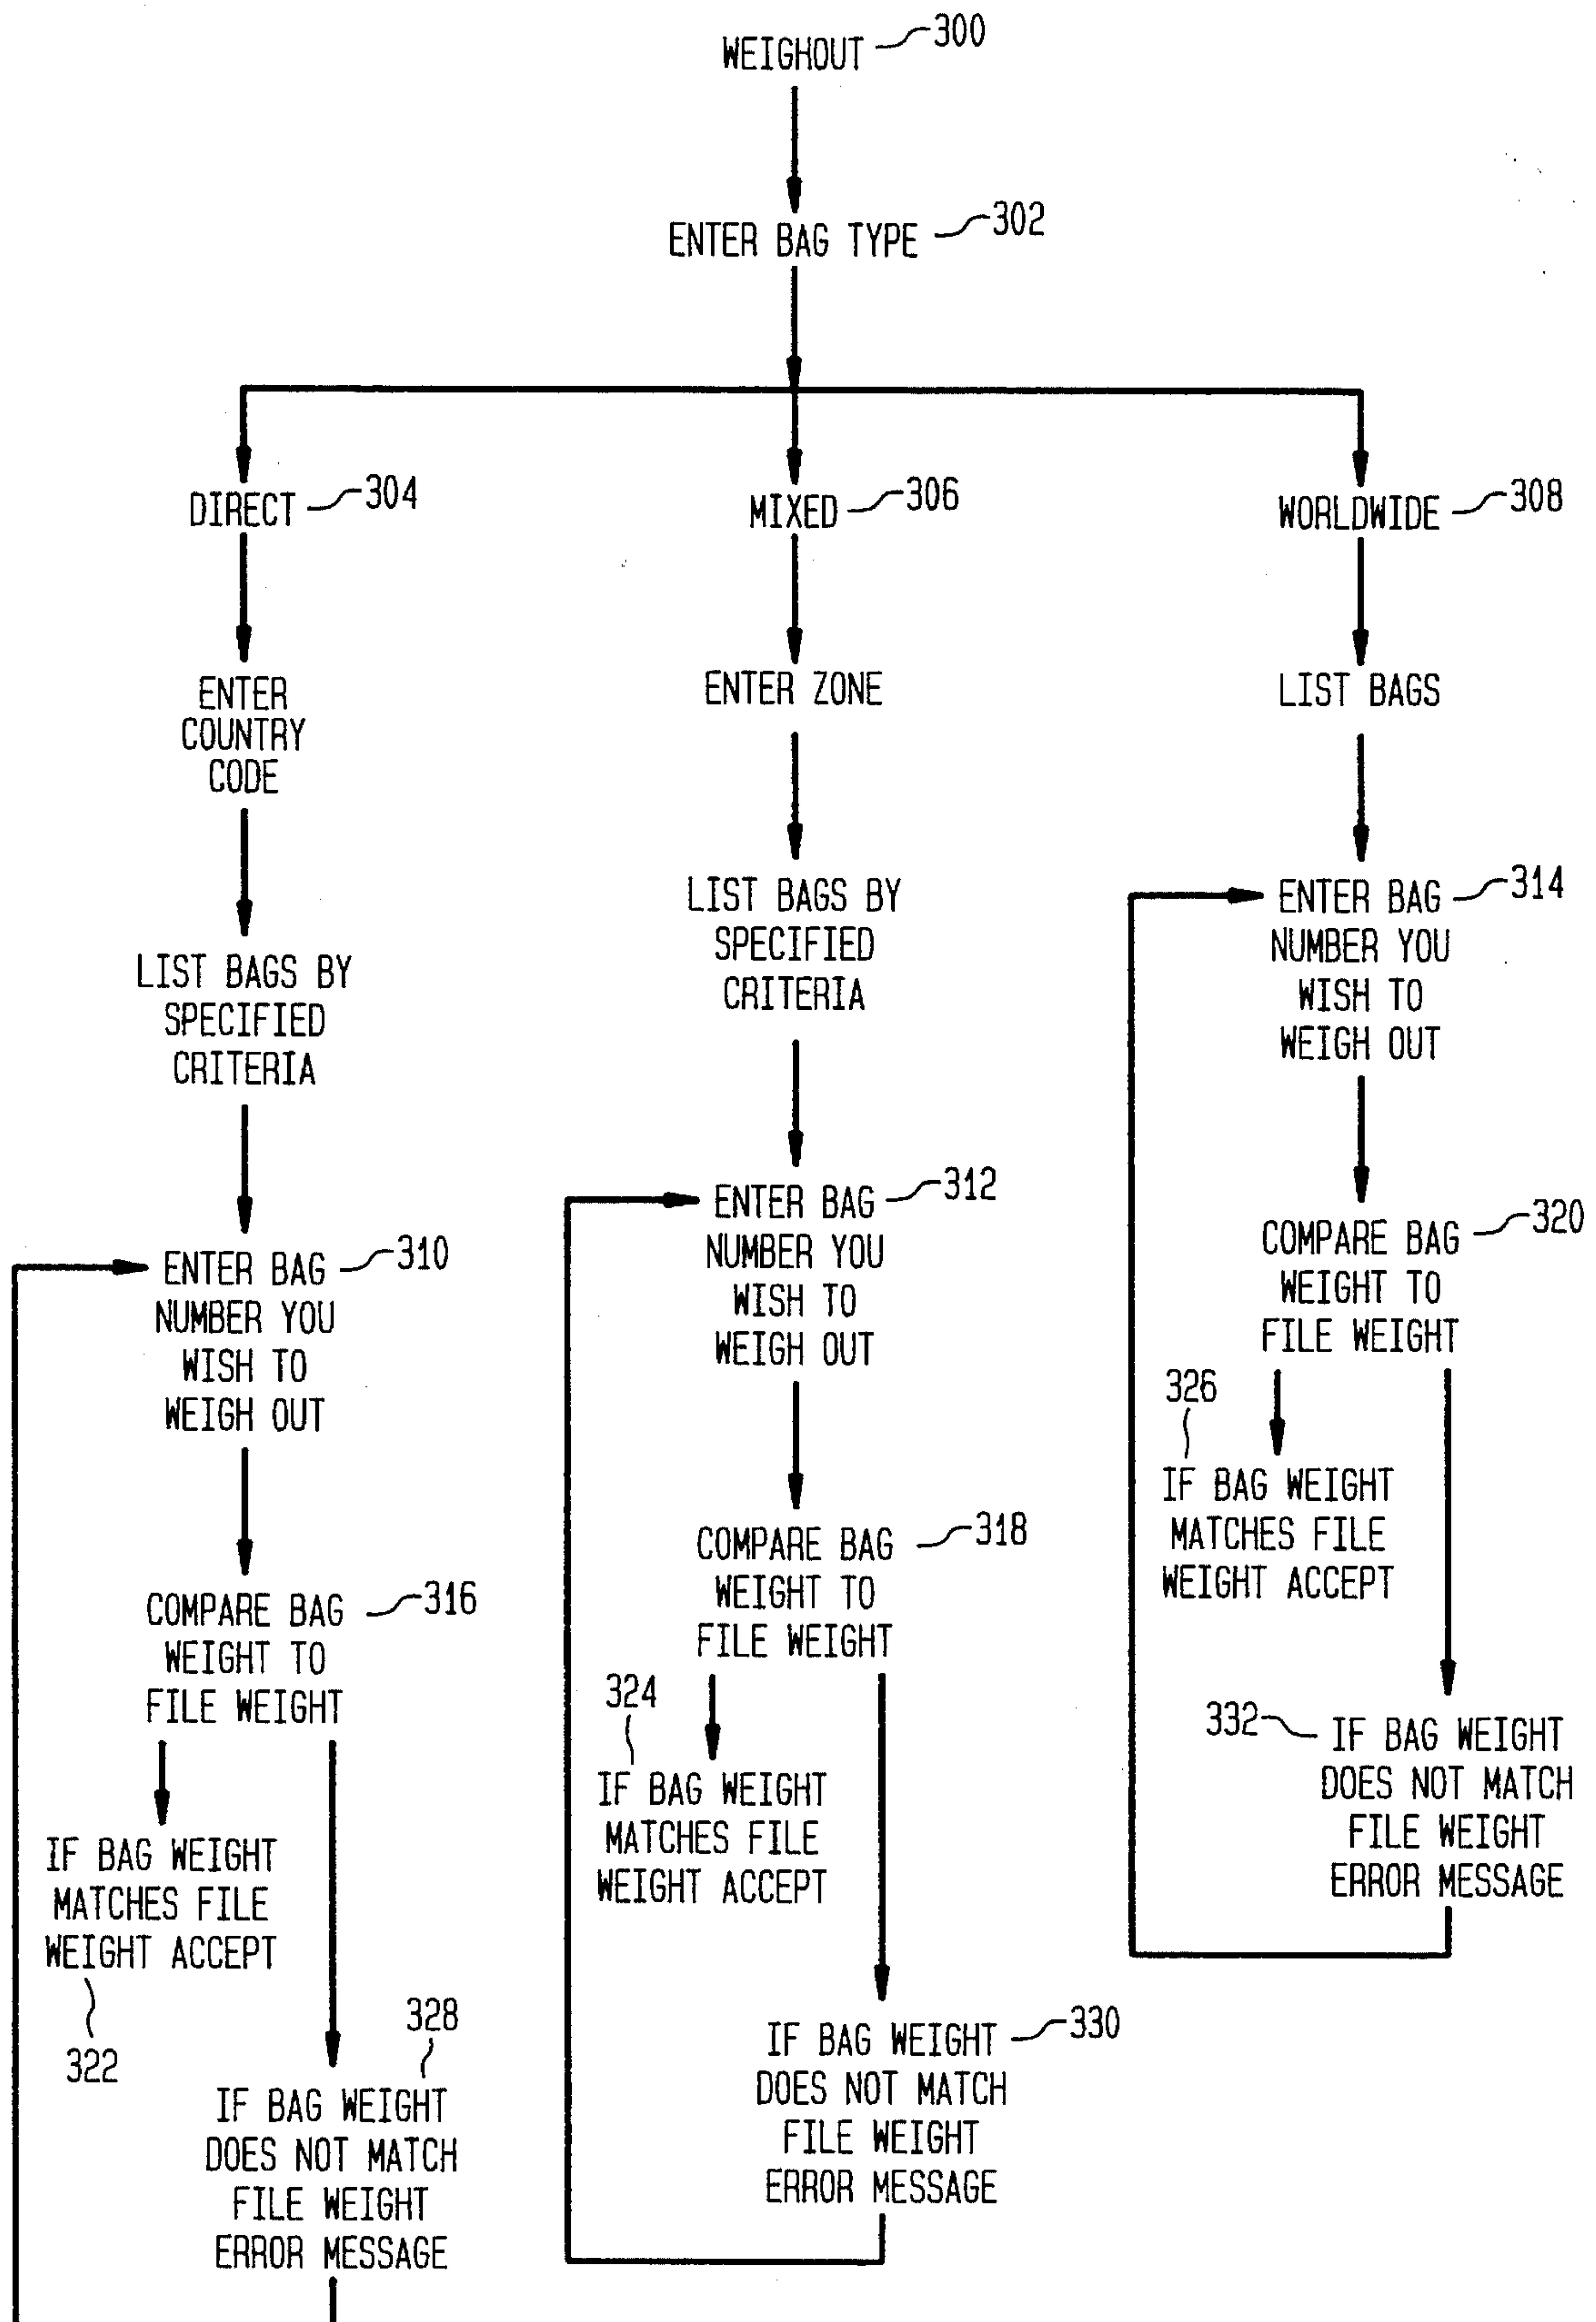 WEIGHOUT 300
ENTER BAG TYPE 302
DIRECT 304
ENTER
COUNTRY
CODE
LIST BAGS BY
SPECIFIED
CRITERIA
ENTER BAG 310
NUMBER YOU
WISH TO
WEIGH OUT
COMPARE BAG 316
WEIGHT TO
FILE WEIGHT
IF BAG WEIGHT
MATCHES FILE
WEIGHT ACCEPT
322
328
IF BAG WEIGHT
DOES NOT MATCH
FILE WEIGHT
ERROR MESSAGE
MIXED 306
ENTER ZONE
LIST BAGS BY
SPECIFIED
CRITERIA
ENTER BAG 312
NUMBER YOU
WISH TO
WEIGH OUT
COMPARE BAG 318
WEIGHT TO
FILE WEIGHT
324
IF BAG WEIGHT
MATCHES FILE
WEIGHT ACCEPT
IF BAG WEIGHT 330
DOES NOT MATCH
FILE WEIGHT
ERROR MESSAGE
WORLDWIDE 308
LIST BAGS
ENTER BAG 314
NUMBER YOU
WISH TO
WEIGH OUT
COMPARE BAG 320
WEIGHT TO
FILE WEIGHT
326
IF BAG WEIGHT
MATCHES FILE
WEIGHT ACCEPT
332 IF BAG WEIGHT
DOES NOT MATCH
FILE WEIGHT
ERROR MESSAGE